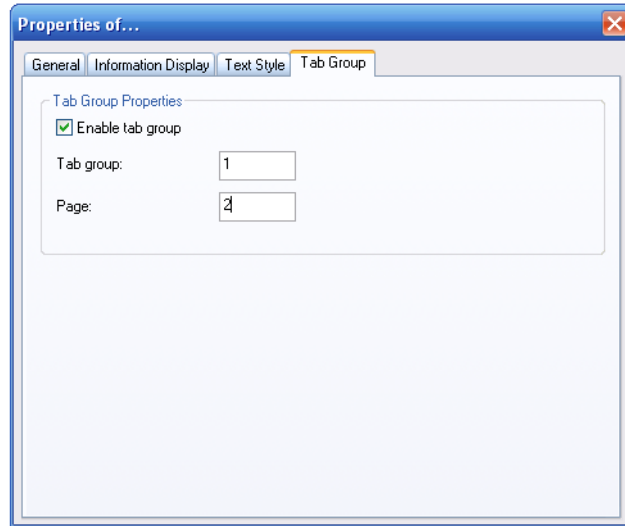 Properties of...
General Information Display Text Style Tab Group
Tab Group Properties
Enable tab group
Tab group: 1
Page: 2